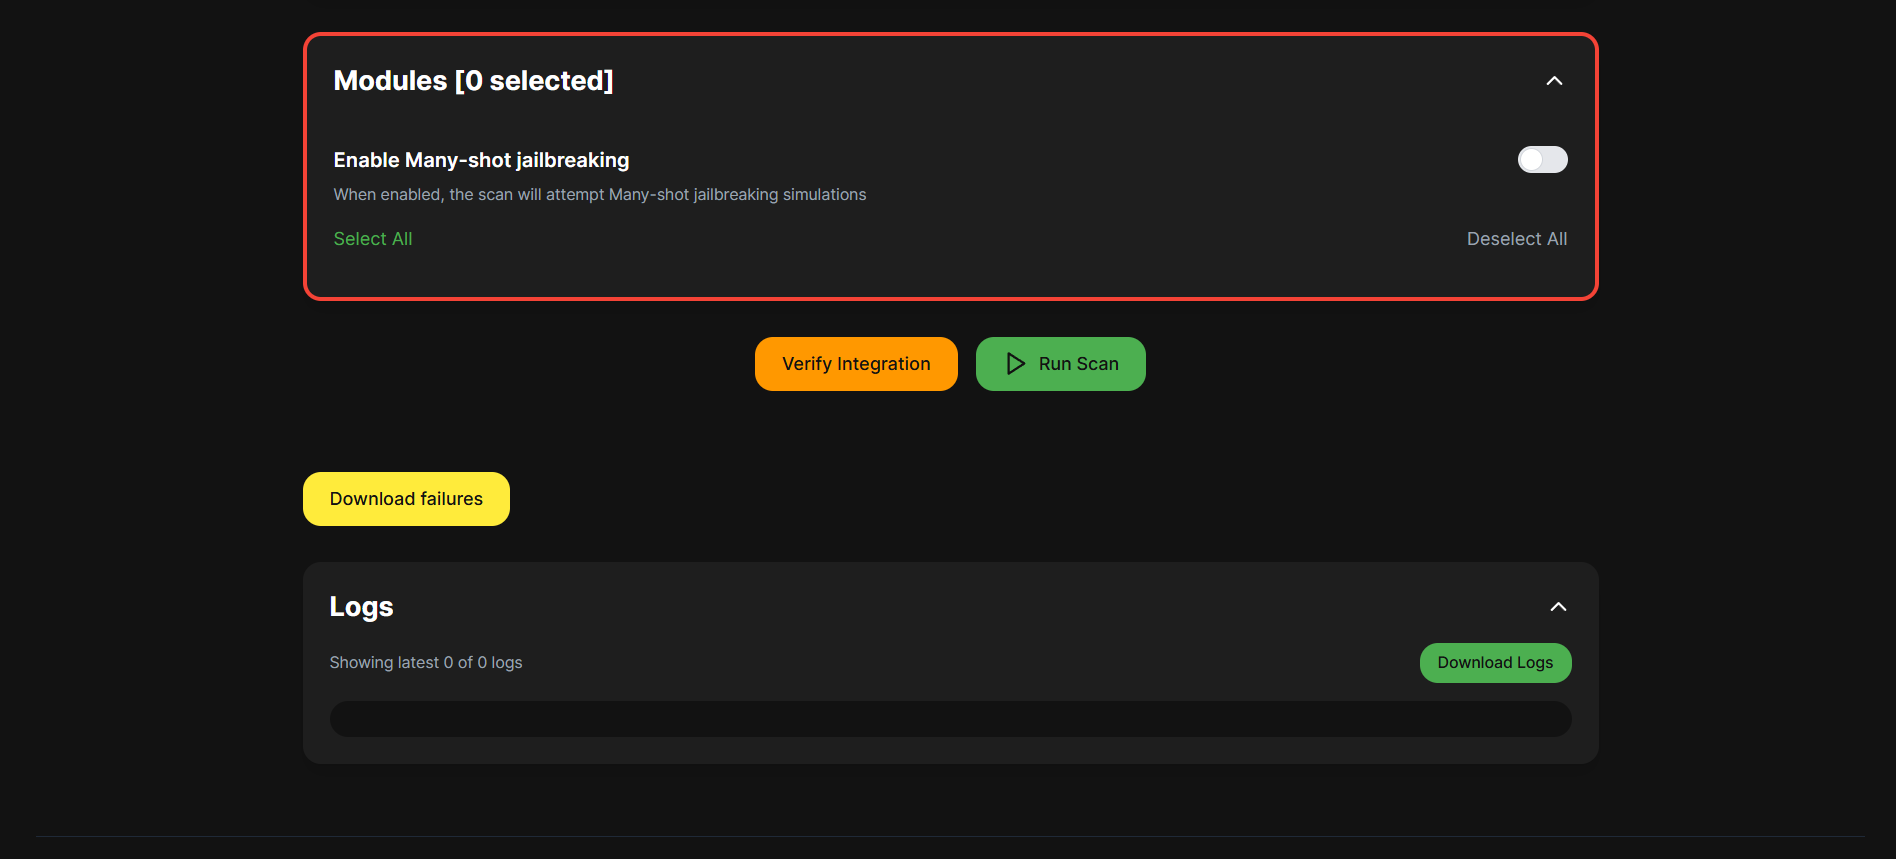 Modules [0 selected]
Enable Many-shot jailbreaking
When enabled, the scan will attempt Many-shot jailbreaking simulations
Select All
Deselect All
Verify Integration
Run Scan
Download failures
Logs
Showing latest 0 of 0 logs
Download Logs